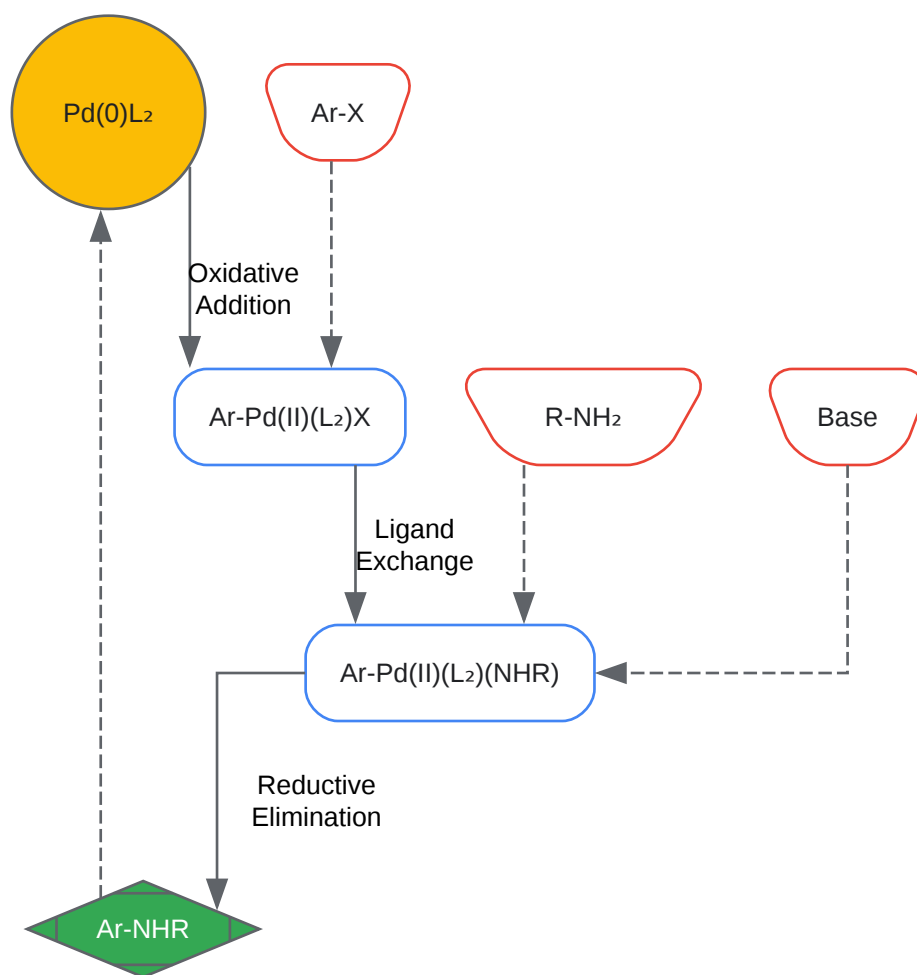 Pd(0)L₂
Ar-X
Oxidative
Addition
Ar-Pd(II)(L₂)X
R-NH₂
Base
Ligand
Exchange
Ar-Pd(II)(L₂)(NHR)
Reductive
Elimination
Ar-NHR